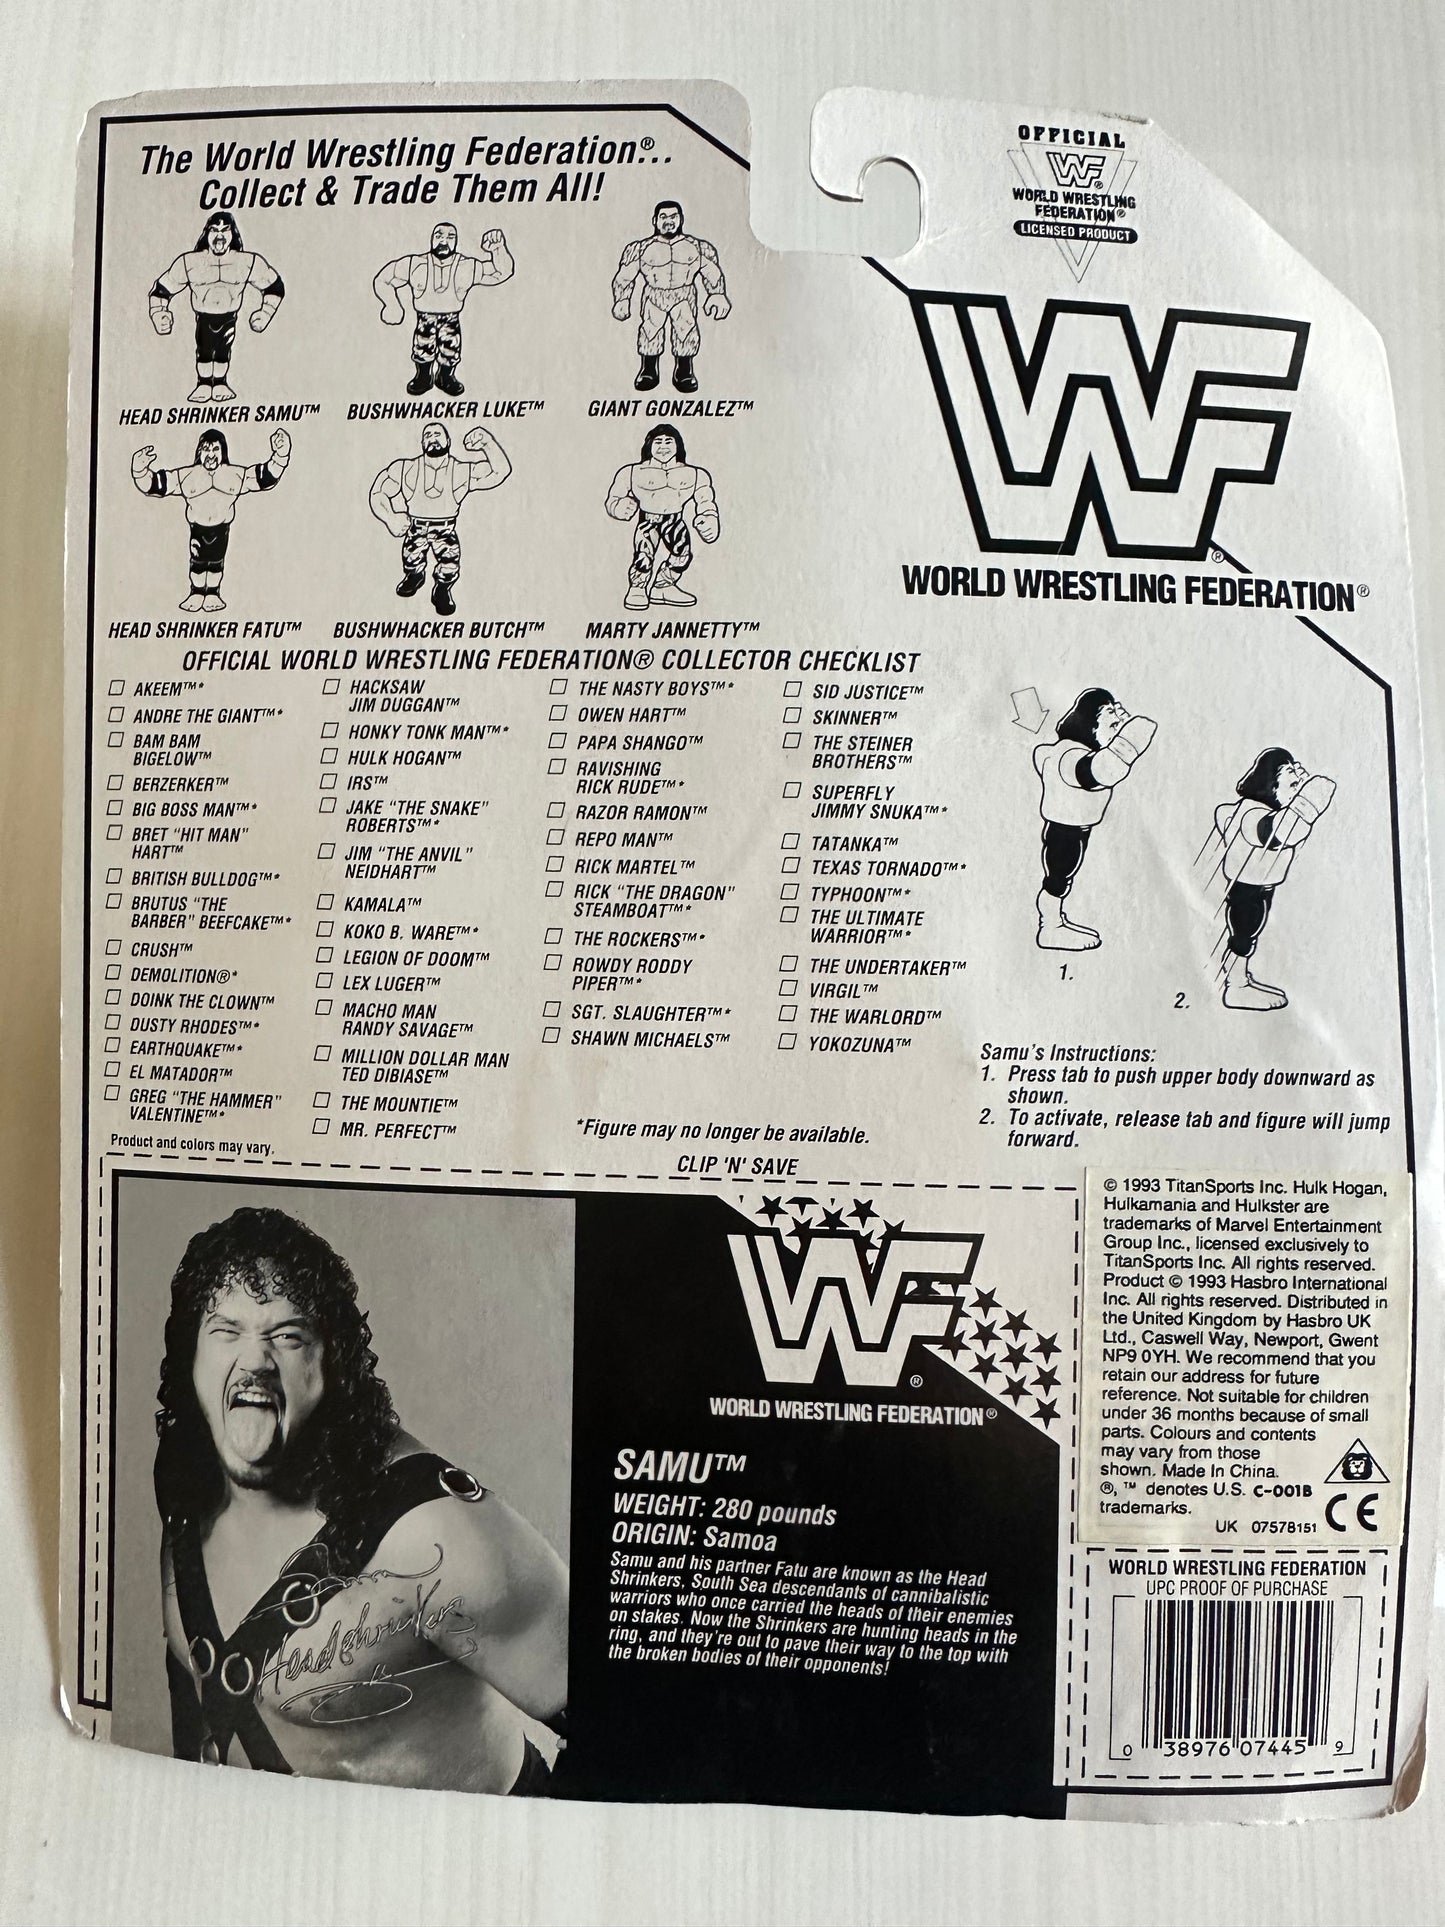 The World Wrestling Federation®...
Collect & Trade Them All!
OFFICIAL
WF®
WORLD WRESTLING
FEDERATION®
LICENSED PRODUCT
HEAD SHRINKER SAMU™
BUSHWHACKER LUKE™
GIANT GONZALEZ™
HEAD SHRINKER FATU™
BUSHWHACKER BUTCH™
MARTY JANNETTY™
WF®
WORLD WRESTLING FEDERATION®
OFFICIAL WORLD WRESTLING FEDERATION® COLLECTOR CHECKLIST
AKEEM™*
ANDRE THE GIANT™*
BAM BAM
BIGELOW™
BERZERKER™
BIG BOSS MAN™*
BRET "HIT MAN"
HART™
BRITISH BULLDOG™*
BRUTUS "THE
BARBER" BEEFCAKE™*
CRUSH™
DEMOLITION®*
DOINK THE CLOWN™
DUSTY RHODES™*
EARTHQUAKE™*
EL MATADOR™
GREG "THE HAMMER"
VALENTINE™*
HACKSAW
JIM DUGGAN™
HONKY TONK MAN™*
HULK HOGAN™
IRS™
JAKE "THE SNAKE"
ROBERTS™*
JIM "THE ANVIL"
NEIDHART™
KAMALA™
KOKO B. WARE™*
LEGION OF DOOM™
LEX LUGER™
MACHO MAN
RANDY SAVAGE™
MILLION DOLLAR MAN
TED DIBIASE™
THE MOUNTIE™
MR. PERFECT™
THE NASTY BOYS™*
OWEN HART™
PAPA SHANGO™
RAVISHING
RICK RUDE™*
RAZOR RAMON™
REPO MAN™
RICK MARTEL™
RICK "THE DRAGON"
STEAMBOAT™*
THE ROCKERS™*
ROWDY RODDY
PIPER™*
SGT. SLAUGHTER™*
SHAWN MICHAELS™
SID JUSTICE™
SKINNER™
THE STEINER
BROTHERS™
SUPERFLY
JIMMY SNUKA™*
TATANKA™
TEXAS TORNADO™*
TYPHOON™*
THE ULTIMATE
WARRIOR™*
THE UNDERTAKER™
VIRGIL™
THE WARLORD™
YOKOZUNA™
Product and colors may vary.
*Figure may no longer be available.
1.
2.
Samu's Instructions:
1. Press tab to push upper body downward as
shown.
2. To activate, release tab and figure will jump
forward.
CLIP 'N' SAVE
Samu
Headshrinkers
WF®
WORLD WRESTLING FEDERATION®
SAMU™
WEIGHT: 280 pounds
ORIGIN: Samoa
Samu and his partner Fatu are known as the Head
Shrinkers, South Sea descendants of cannibalistic
warriors who once carried the heads of their enemies
on stakes. Now the Shrinkers are hunting heads in the
ring, and they're out to pave their way to the top with
the broken bodies of their opponents!
© 1993 TitanSports Inc. Hulk Hogan,
Hulkamania and Hulkster are
trademarks of Marvel Entertainment
Group Inc., licensed exclusively to
TitanSports Inc. All rights reserved.
Product © 1993 Hasbro International
Inc. All rights reserved. Distributed in
the United Kingdom by Hasbro UK
Ltd., Caswell Way, Newport, Gwent
NP9 0YH. We recommend that you
retain our address for future
reference. Not suitable for children
under 36 months because of small
parts. Colours and contents
may vary from those
shown. Made In China.
®, ™ denotes U.S. C-001B
trademarks.
CE
UK 07578151
WORLD WRESTLING FEDERATION
UPC PROOF OF PURCHASE
0 38976 07445 9